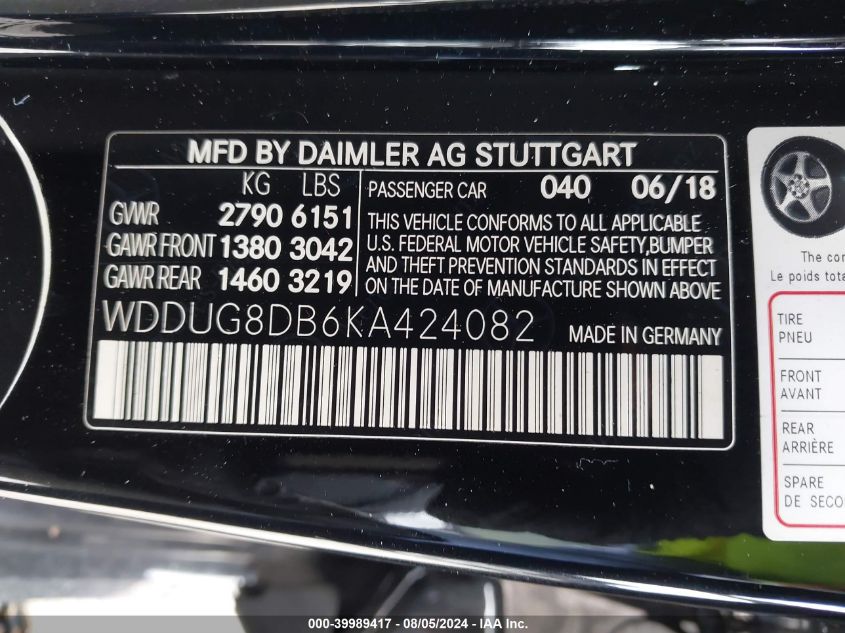 MFD BY DAIMLER AG STUTTGART
KG LBS
GVWR 2790 6151
GAWR FRONT 1380 3042
GAWR REAR 1460 3219
PASSENGER CAR 040 06/18
THIS VEHICLE CONFORMS TO ALL APPLICABLE
U.S. FEDERAL MOTOR VEHICLE SAFETY,BUMPER
AND THEFT PREVENTION STANDARDS IN EFFECT
ON THE DATE OF MANUFACTURE SHOWN ABOVE
WDDUG8DB6KA424082 MADE IN GERMANY
The
Le poids
TIRE
PNEU
FRONT
AVANT
REAR
ARRIÈRE
SPARE
DE
000-39989417 - 08/05/2024 - IAA Inc.